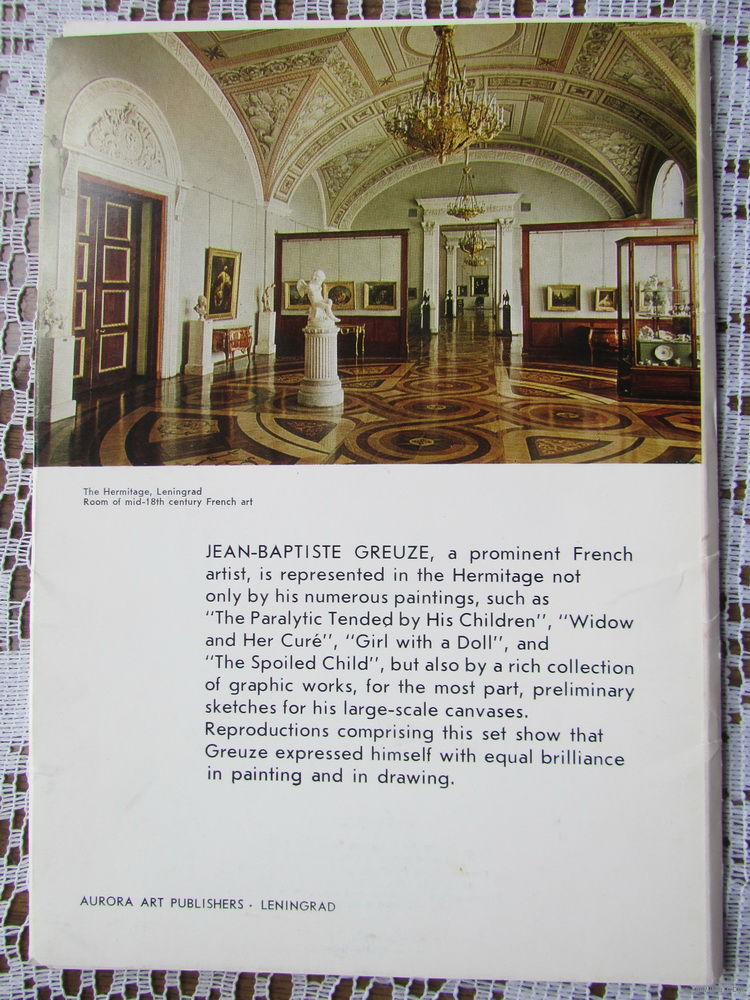 The Hermitage, Leningrad
Room of mid-18th century French art
JEAN-BAPTISTE GREUZE, a prominent French
artist, is represented in the Hermitage not
only by his numerous paintings, such as
“The Paralytic Tended by His Children”, “Widow
and Her Curé”, “Girl with a Doll”, and
“The Spoiled Child”, but also by a rich collection
of graphic works, for the most part, preliminary
sketches for his large-scale canvases.
Reproductions comprising this set show that
Greuze expressed himself with equal brilliance
in painting and in drawing.
AURORA ART PUBLISHERS · LENINGRAD